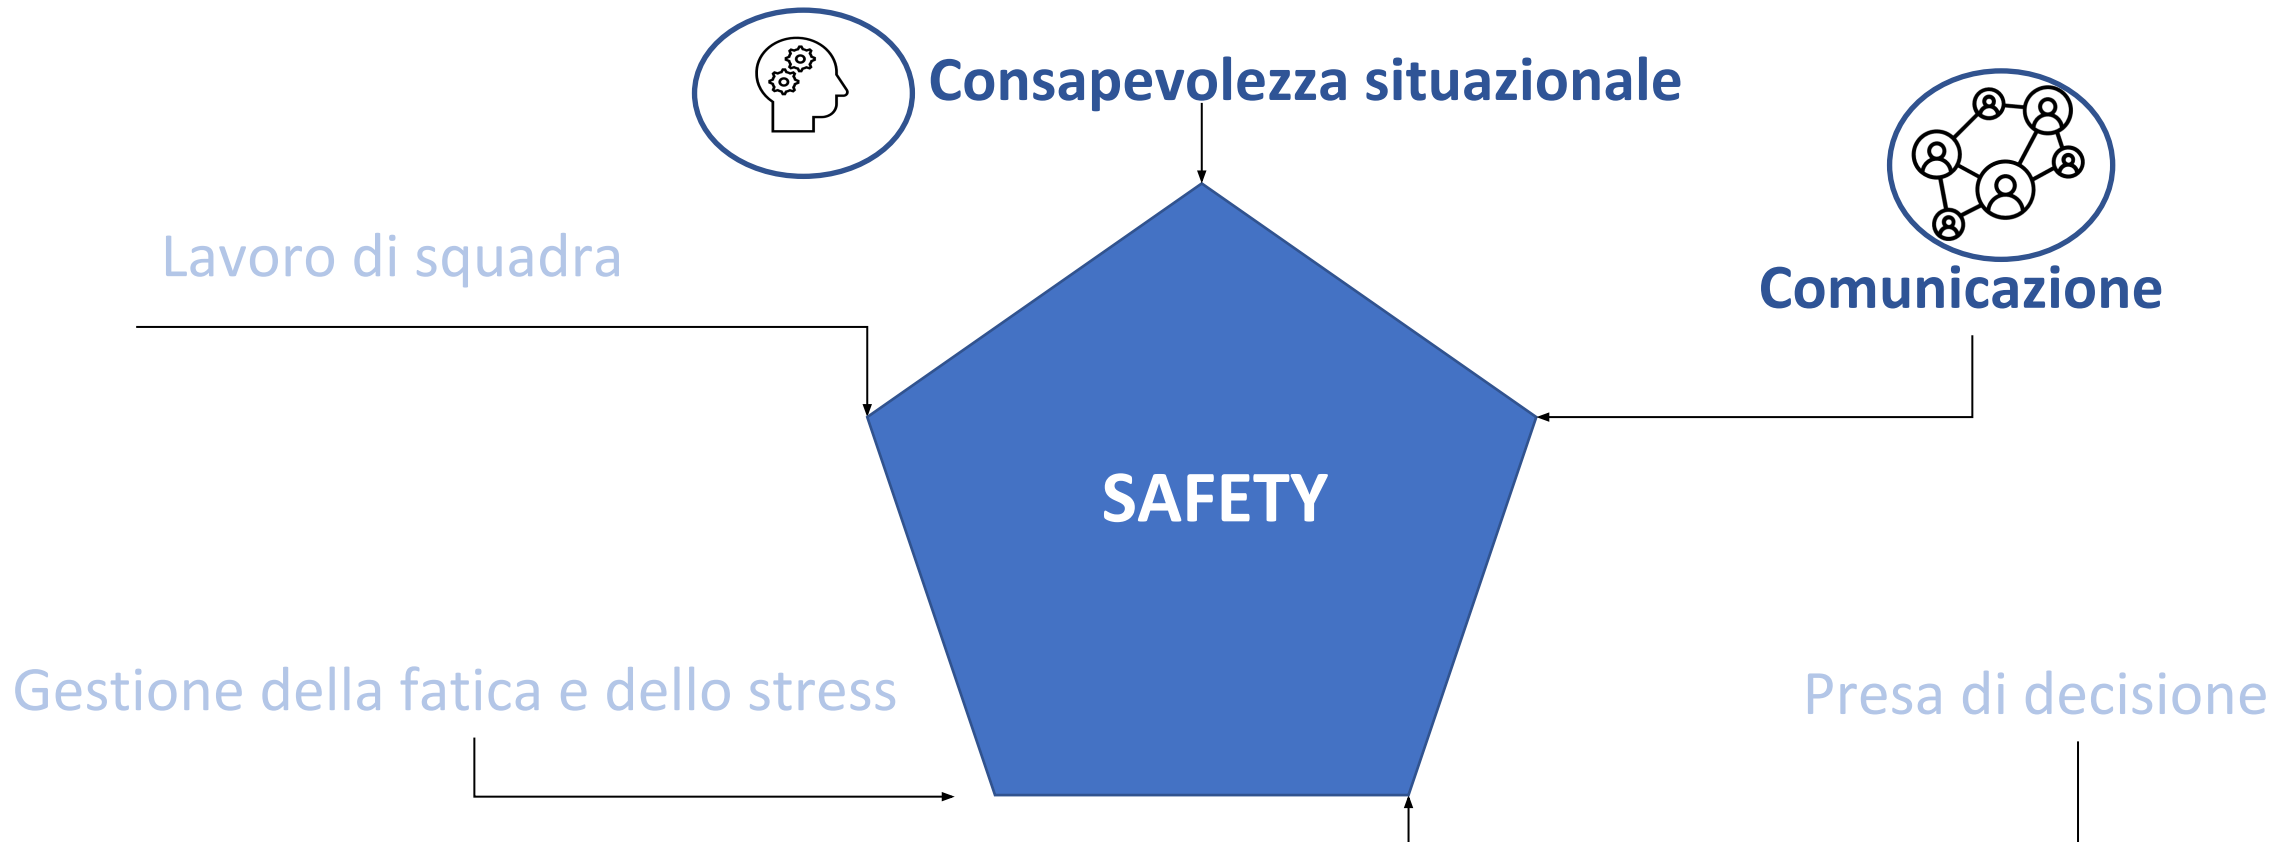 Consapevolezza situazionale
Comunicazione
Lavoro di squadra
SAFETY
Gestione della fatica e dello stress
Presa di decisione